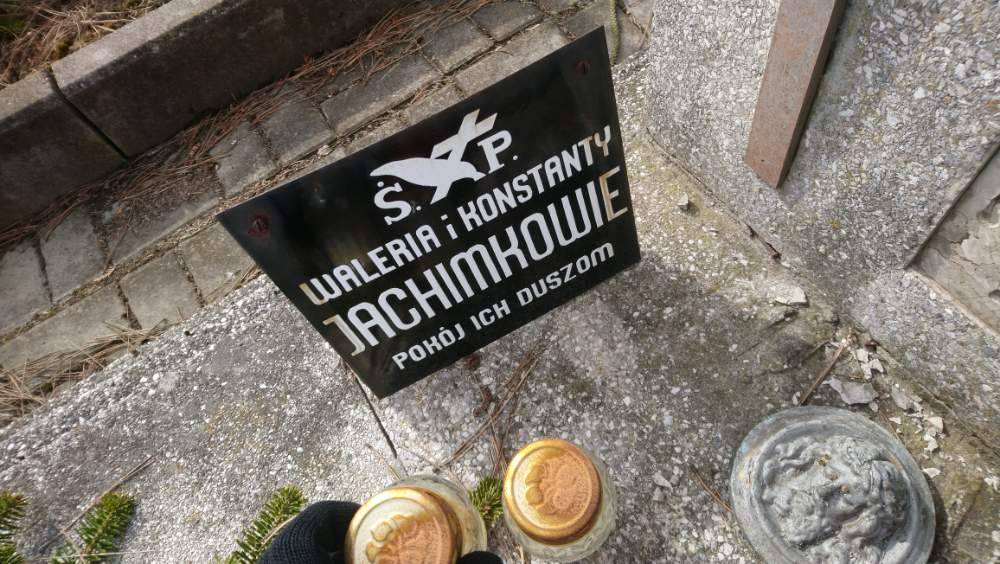 Ś. P.
WALERIA i KONSTANTY
JACHIMKOWIE
POKÓJ ICH DUSZOM